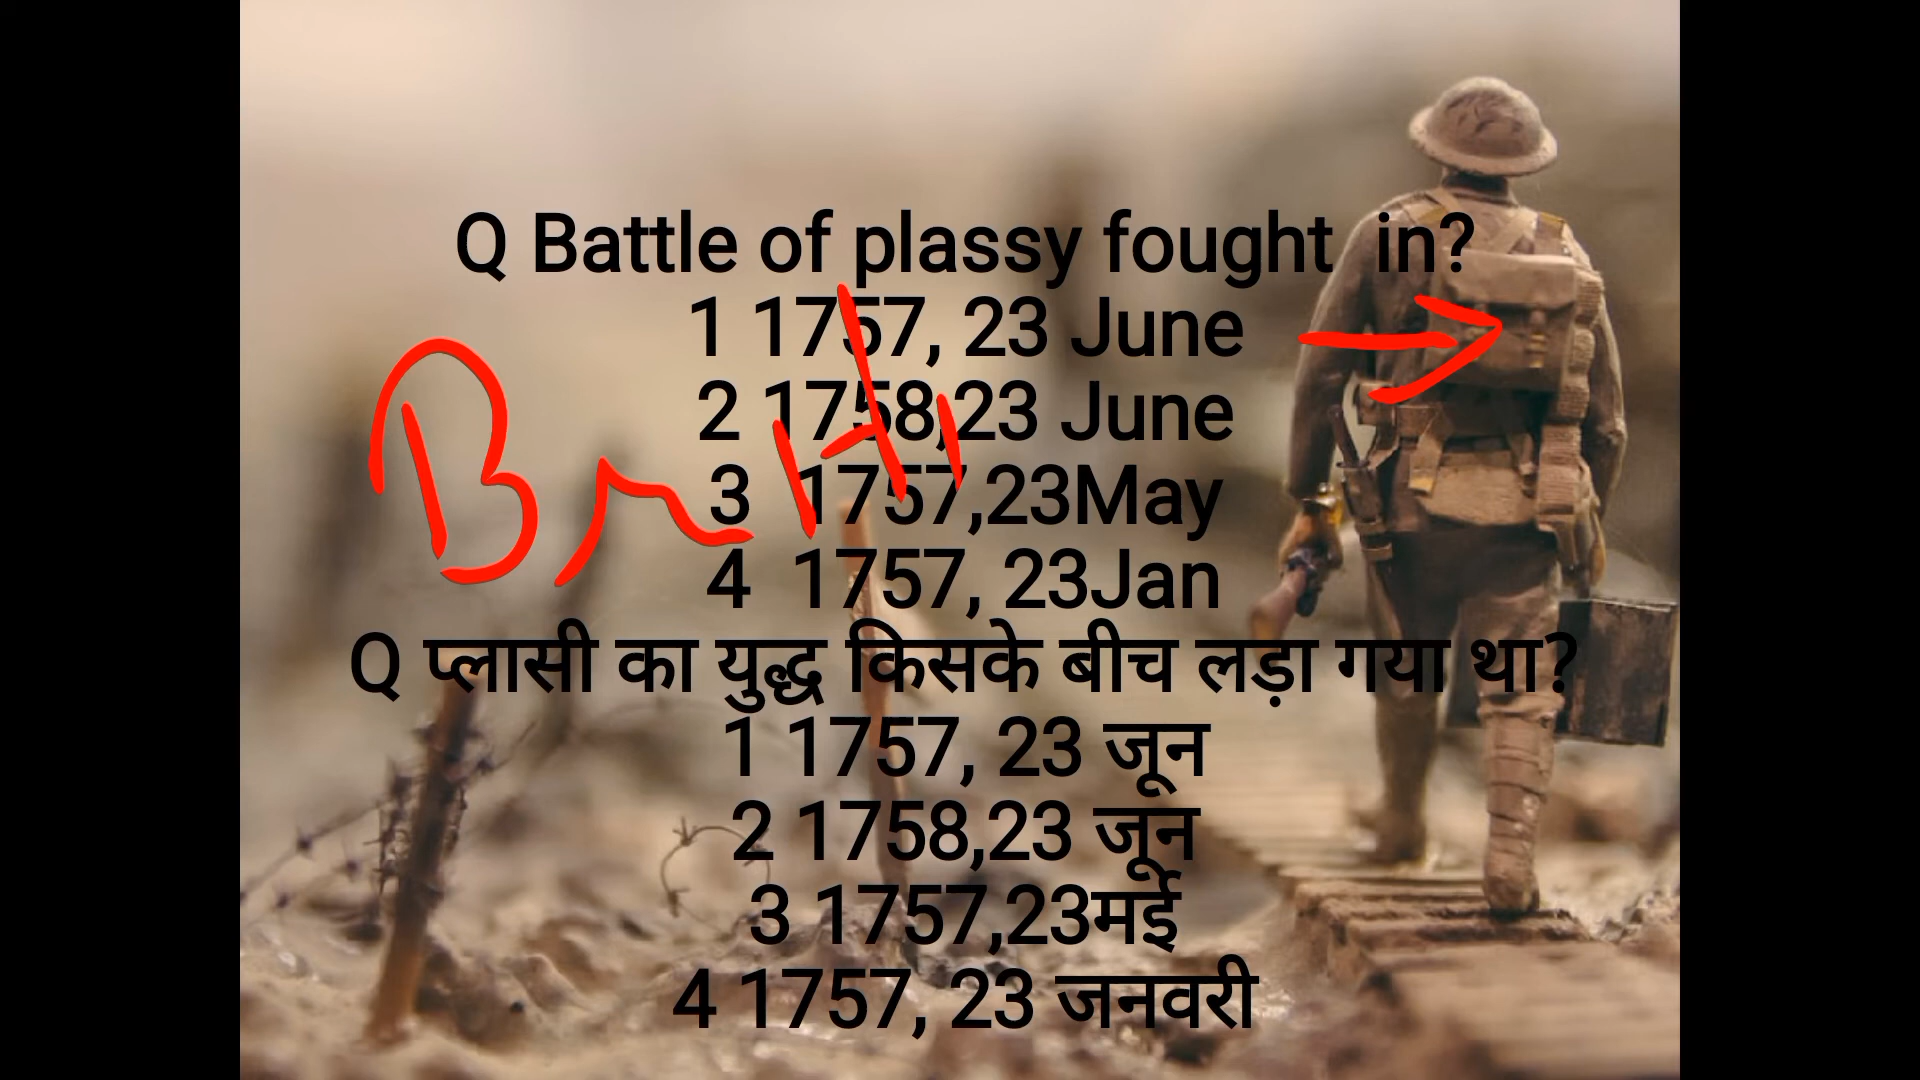 Q Battle of plassy fought in?
1 1757, 23 June
2 1758,23 June
3 1757,23May
4 1757, 23Jan
Q प्लासी का युद्ध किसके बीच लड़ा गया था?
1 1757, 23 जून
2 1758,23 जून
3 1757,23मई
4 1757, 23 जनवरी